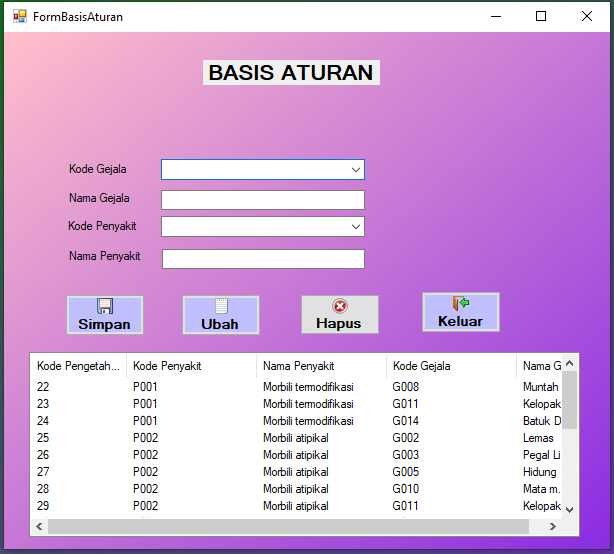 FormBasisAturan
BASIS ATURAN
Kode Gejala
Nama Gejala
Kode Penyakit
Nama Penyakit
Simpan Ubah Hapus Keluar
Kode Pengetah... Kode Penyakit Nama Penyakit Kode Gejala Nama G
22 P001 Morbili termodifikasi G008 Muntah
23 P001 Morbili termodifikasi G011 Kelopak
24 P001 Morbili termodifikasi G014 Batuk D
25 P002 Morbili atipikal G002 Lemas
26 P002 Morbili atipikal G003 Pegal Li
27 P002 Morbili atipikal G005 Hidung
28 P002 Morbili atipikal G010 Mata m.
29 P002 Morbili atipikal G011 Kelopak